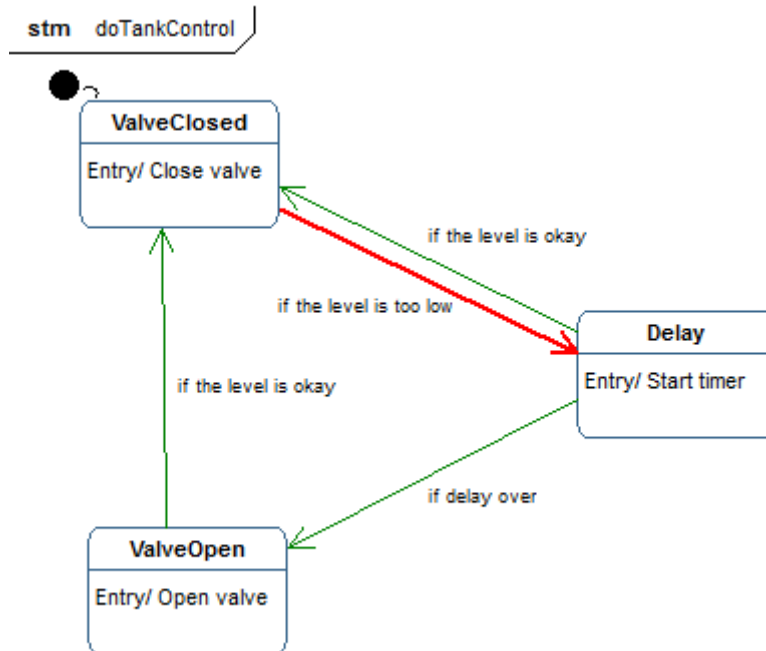 stm doTankControl
ValveClosed
Entry/ Close valve
if the level is okay
if the level is too low
Delay
Entry/ Start timer
if the level is okay
if delay over
ValveOpen
Entry/ Open valve